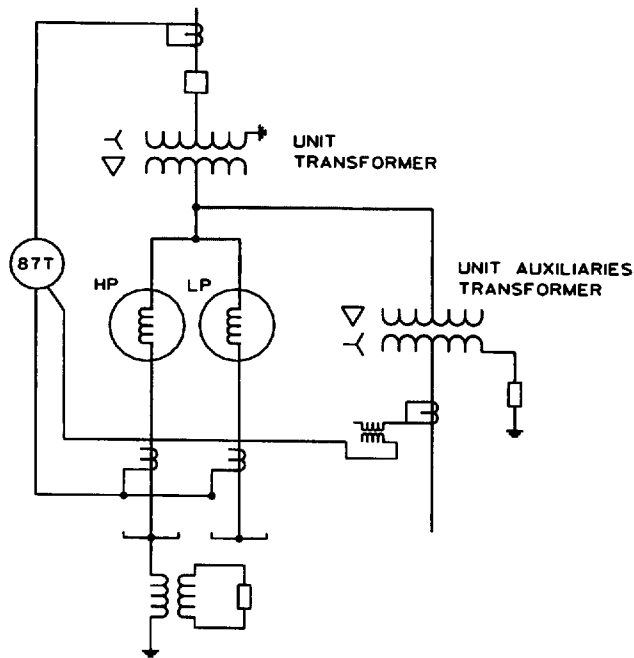 UNIT
TRANSFORMER
87T
HP
LP
UNIT AUXILIARIES
TRANSFORMER